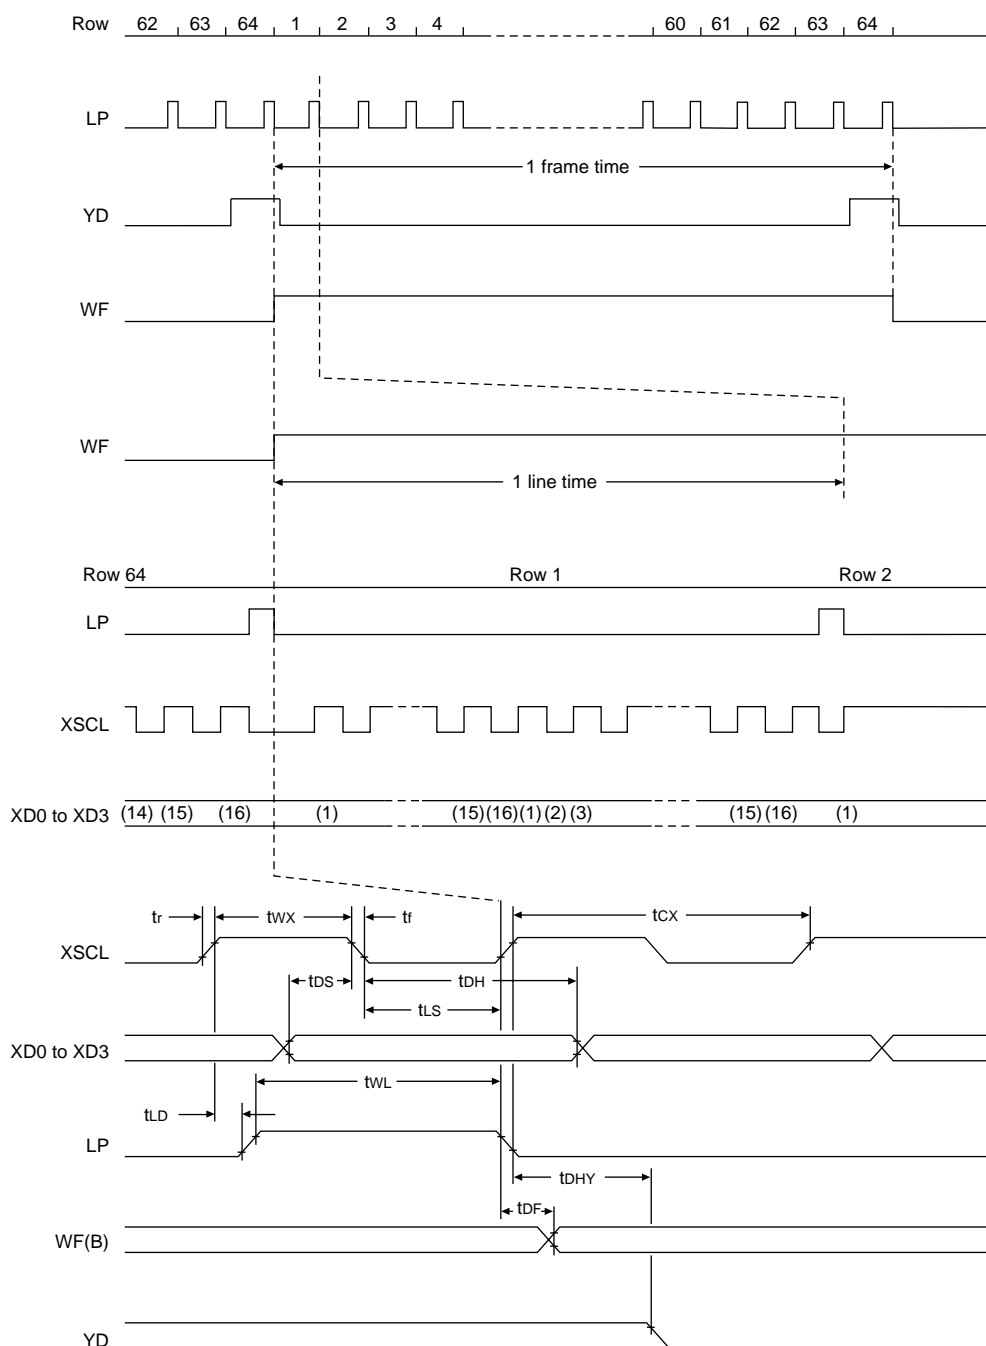 Row 62 63 64 1 2 3 4 60 61 62 63 64
LP
1 frame time
YD
WF
WF
1 line time
Row 64 Row 1 Row 2
LP
XSCL
XD0 to XD3 (14) (15) (16) (1) (15) (16) (1) (2) (3) (15) (16) (1)
tr tWX tf tCX
XSCL
tDS tDH
tLS
XD0 to XD3
tWL
tLD
LP
tDHY
tDF
WF(B)
YD